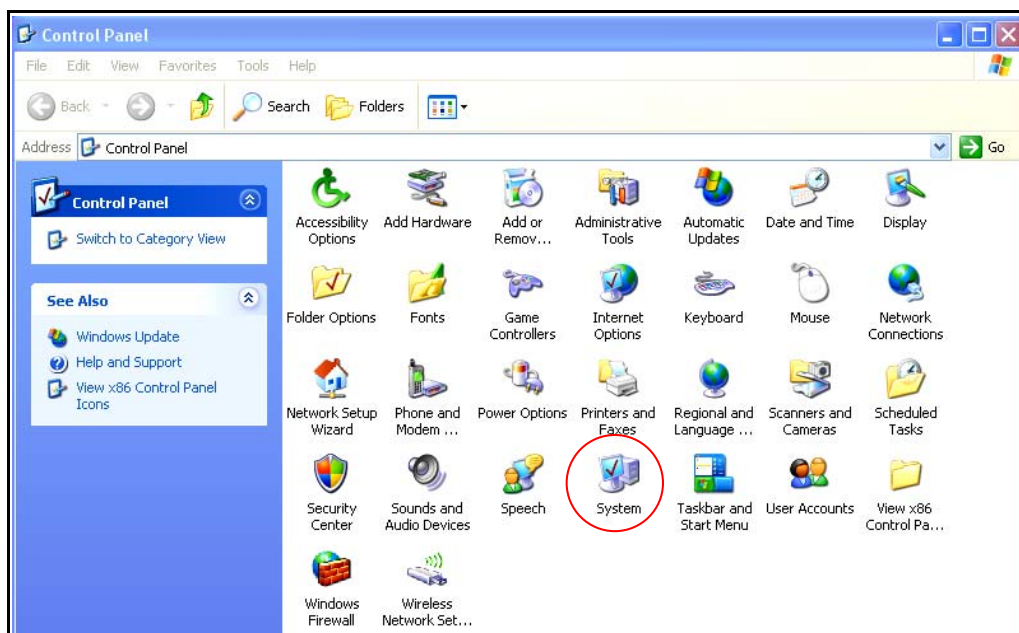 Control Panel
File Edit View Favorites Tools Help
Back Search Folders
Address Control Panel Go
Control Panel
Switch to Category View
See Also
Windows Update
Help and Support
View x86 Control Panel
Icons
Accessibility
Options
Add Hardware
Add or
Remov...
Administrative
Tools
Automatic
Updates
Date and Time
Display
Folder Options
Fonts
Game
Controllers
Internet
Options
Keyboard
Mouse
Network
Connections
Network Setup
Wizard
Phone and
Modem ...
Power Options
Printers and
Faxes
Regional and
Language ...
Scanners and
Cameras
Scheduled
Tasks
Security
Center
Sounds and
Audio Devices
Speech
System
Taskbar and
Start Menu
User Accounts
View x86
Control Pa...
Windows
Firewall
Wireless
Network Set...